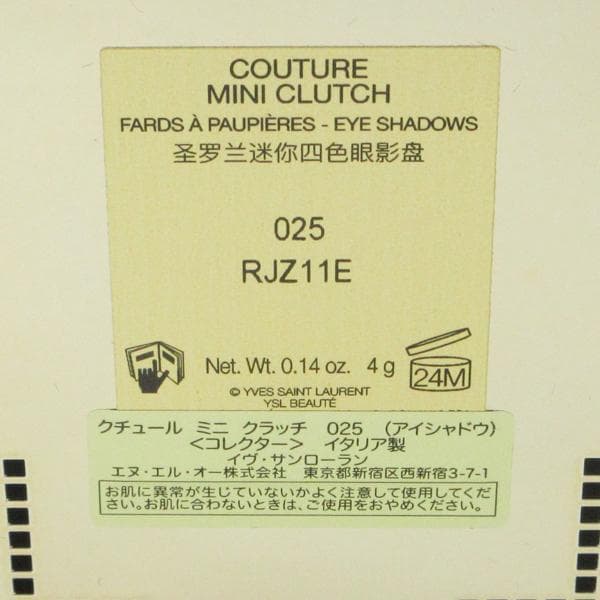 COUTURE
MINI CLUTCH
FARDS À PAUPIÈRES - EYE SHADOWS
圣罗兰迷你四色眼影盘
025
RJZ11E
Net. Wt. 0.14 oz. 4 g
24M
© YVES SAINT LAURENT
YSL BEAUTÉ
クチュール ミニ クラッチ 025 (アイシャドウ)
<コレクター> イタリア製
イヴ・サンローラン
エヌ・エル・オー株式会社 東京都新宿区西新宿3-7-1
お肌に異常が生じていないかよく注意して使用してくだ
さい。お肌に合わないときは、ご使用をおやめください。